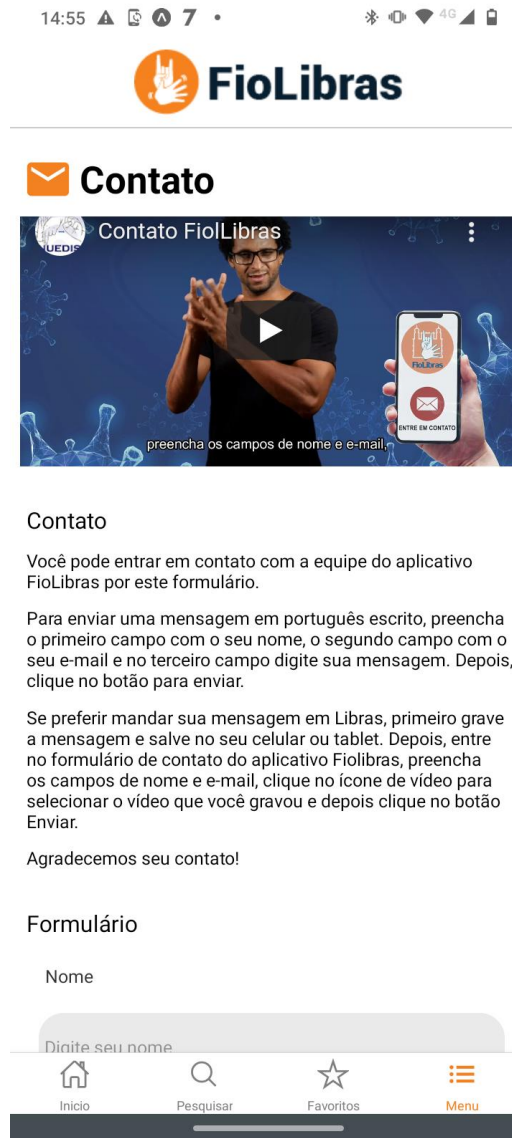 14:55
4G
FioLibras
Contato
IUEDIS
Contato FiolLibras
FioLibras
ENTRE EM CONTATO
preencha os campos de nome e e-mail,
Contato
Você pode entrar em contato com a equipe do aplicativo
FioLibras por este formulário.
Para enviar uma mensagem em português escrito, preencha
o primeiro campo com o seu nome, o segundo campo com o
seu e-mail e no terceiro campo digite sua mensagem. Depois,
clique no botão para enviar.
Se preferir mandar sua mensagem em Libras, primeiro grave
a mensagem e salve no seu celular ou tablet. Depois, entre
no formulário de contato do aplicativo Fiolibras, preencha
os campos de nome e e-mail, clique no ícone de vídeo para
selecionar o vídeo que você gravou e depois clique no botão
Enviar.
Agradecemos seu contato!
Formulário
Nome
Digite seu nome
Inicio
Pesquisar
Favoritos
Menu